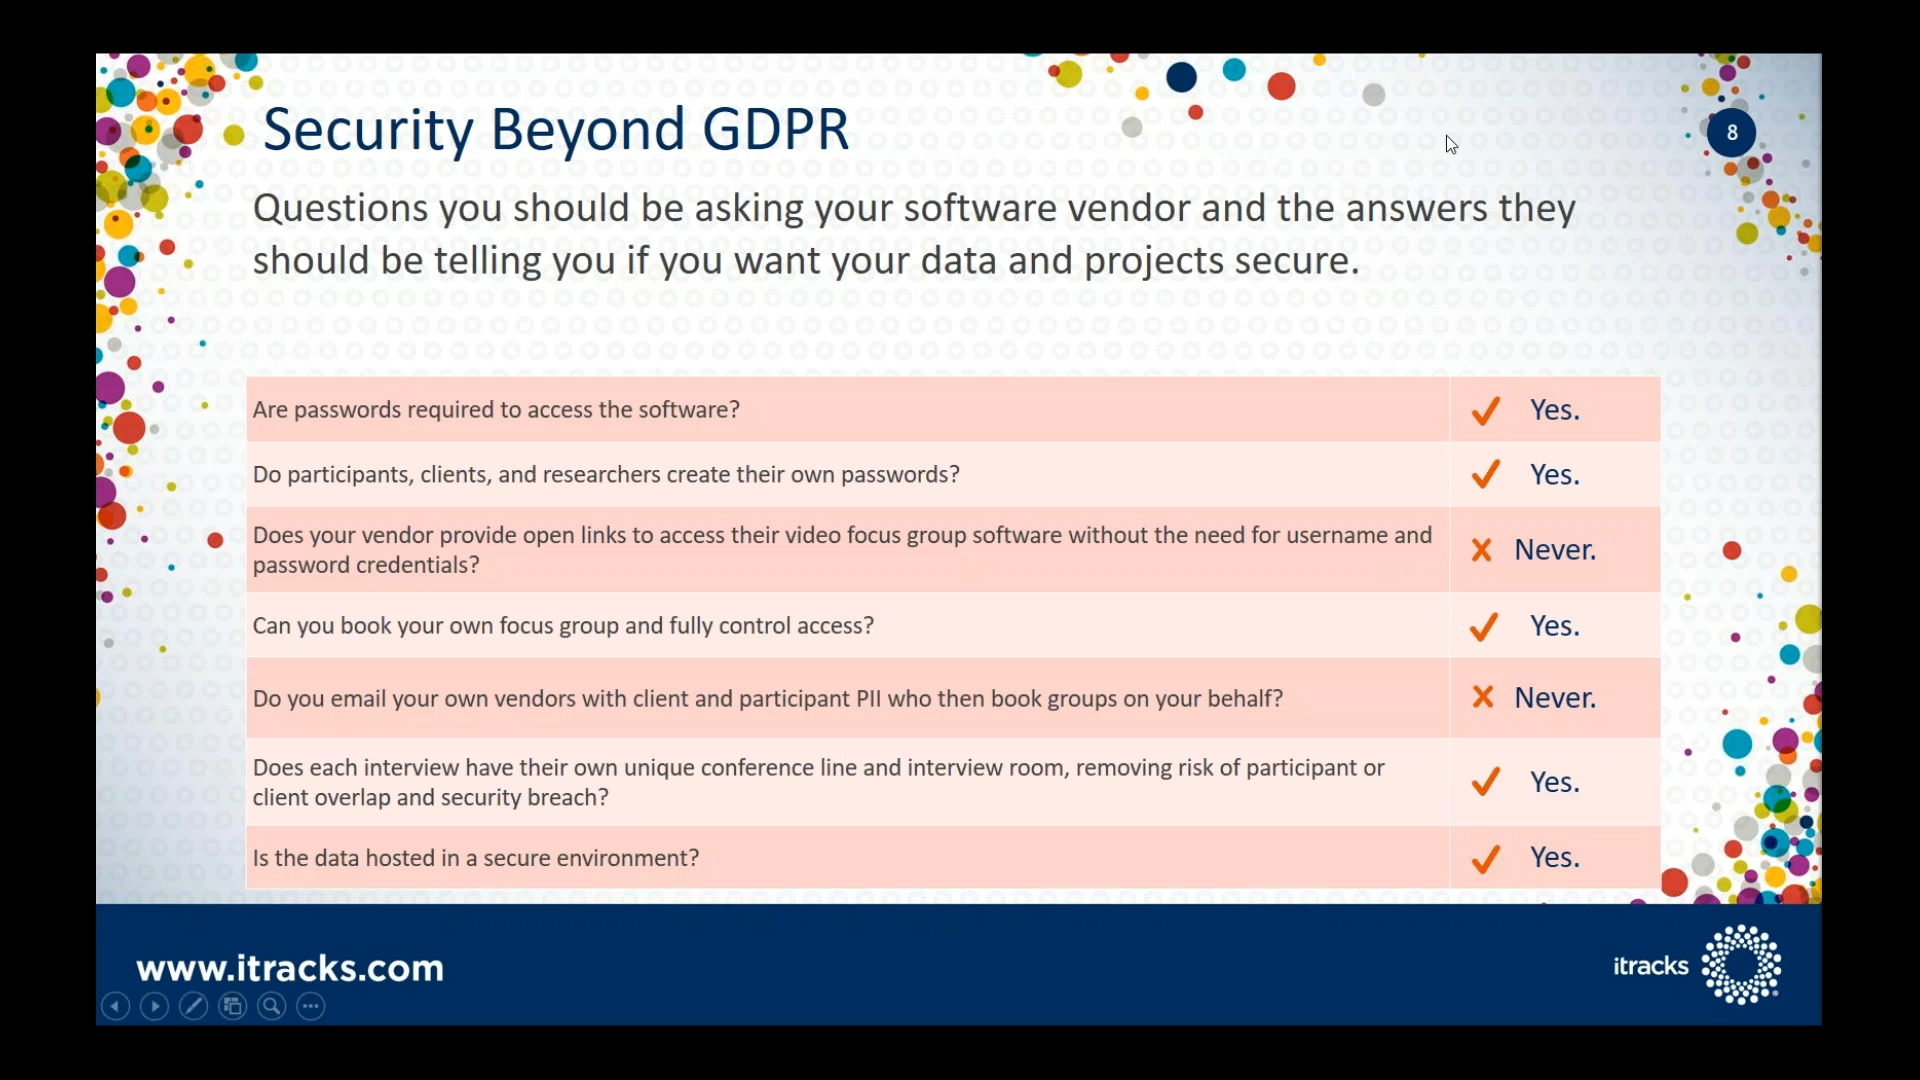 Security Beyond GDPR
8
Questions you should be asking your software vendor and the answers they
should be telling you if you want your data and projects secure.
Are passwords required to access the software? Yes.
Do participants, clients, and researchers create their own passwords? Yes.
Does your vendor provide open links to access their video focus group software without the need for username and
password credentials? Never.
Can you book your own focus group and fully control access? Yes.
Do you email your own vendors with client and participant PII who then book groups on your behalf? Never.
Does each interview have their own unique conference line and interview room, removing risk of participant or
client overlap and security breach? Yes.
Is the data hosted in a secure environment? Yes.
www.itracks.com
itracks